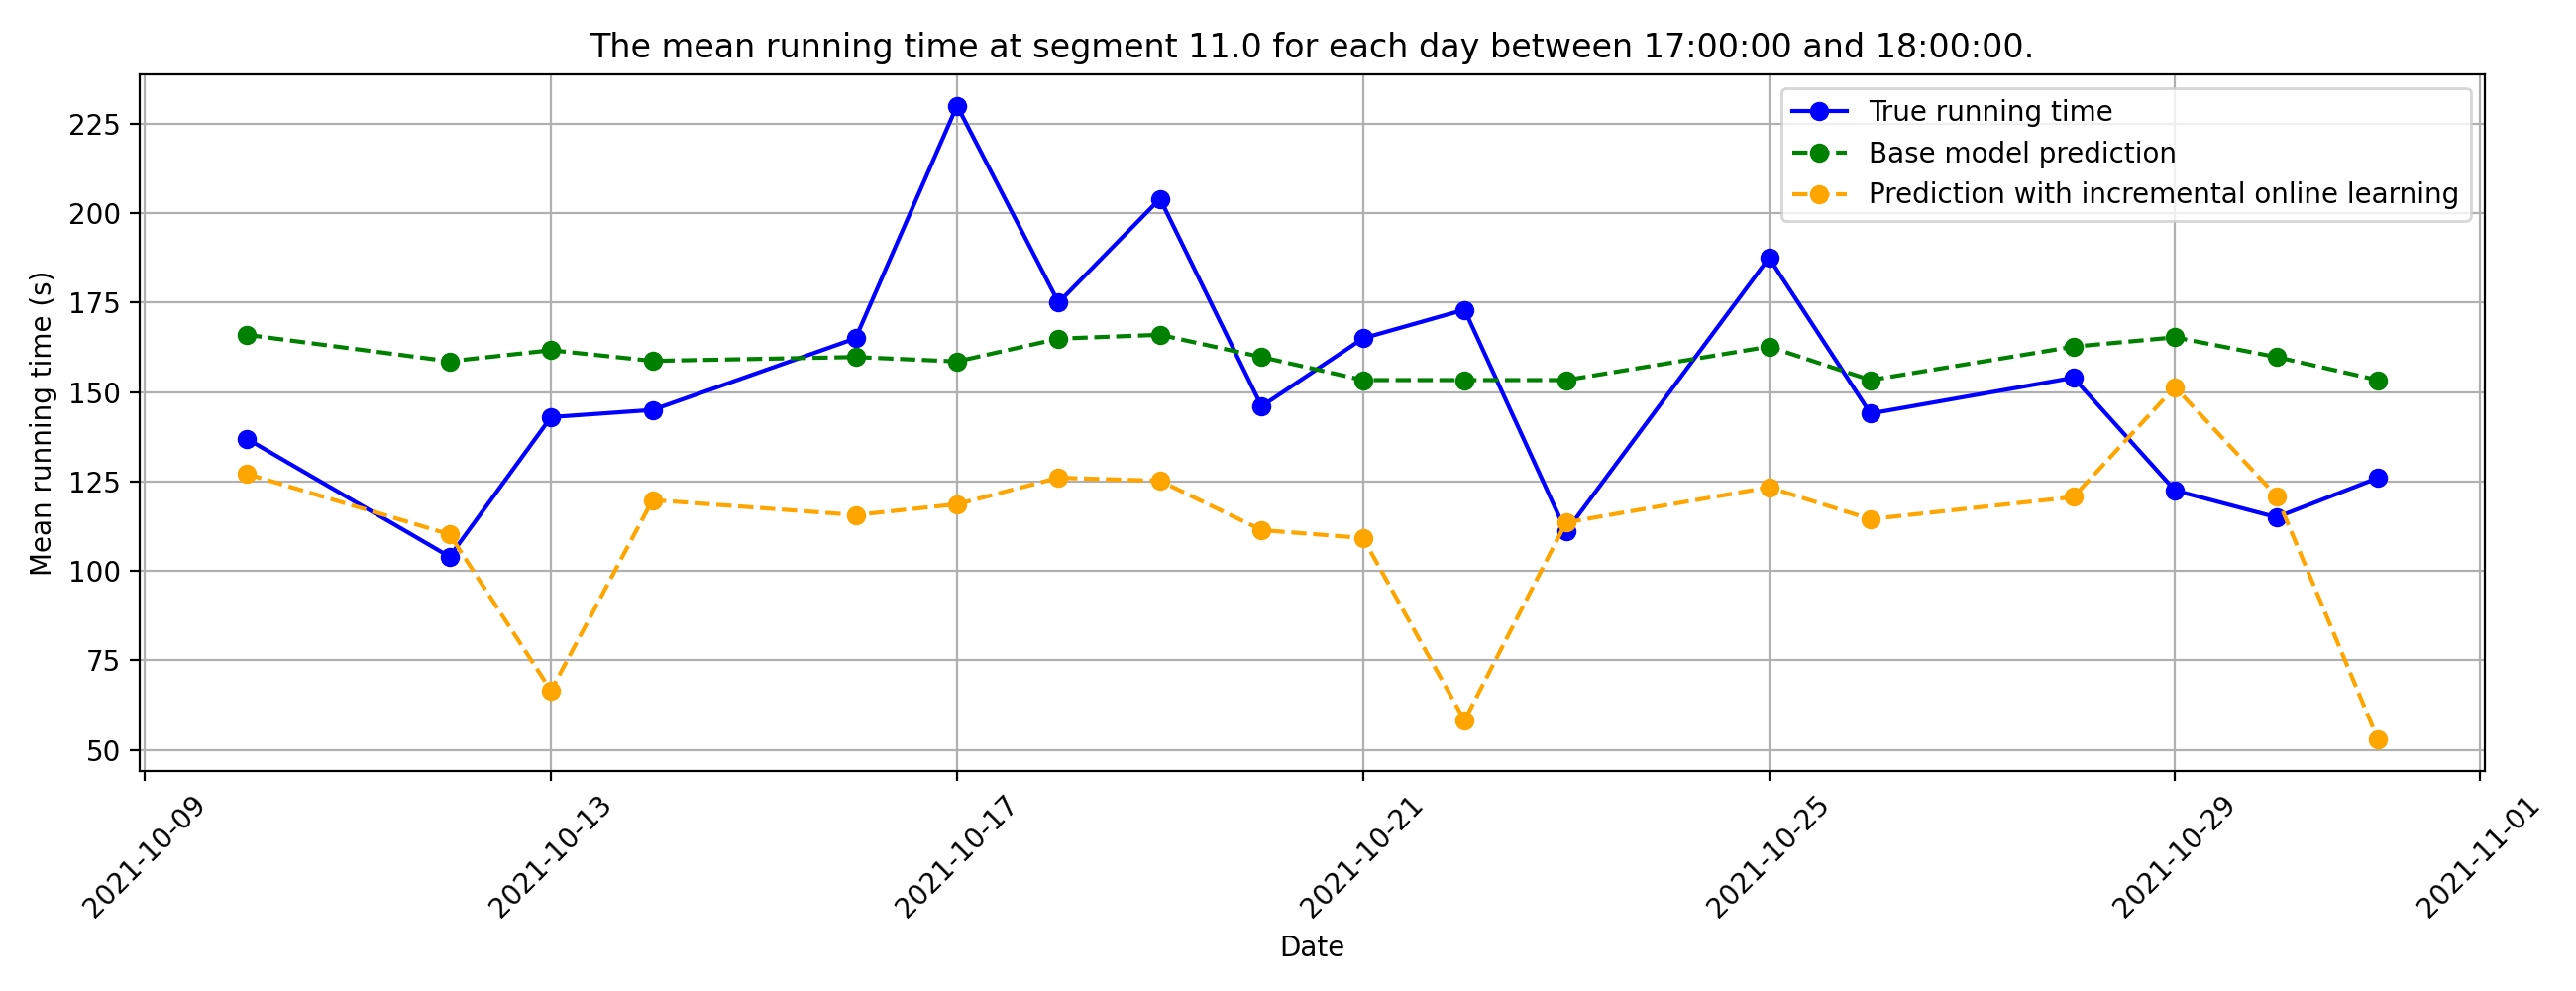 The mean running time at segment 11.0 for each day between 17:00:00 and 18:00:00.
True running time
Base model prediction
Prediction with incremental online learning
Mean running time (s)
225
200
175
150
125
100
75
50
2021-10-09
2021-10-13
2021-10-17
2021-10-21
2021-10-25
2021-10-29
2021-11-01
Date